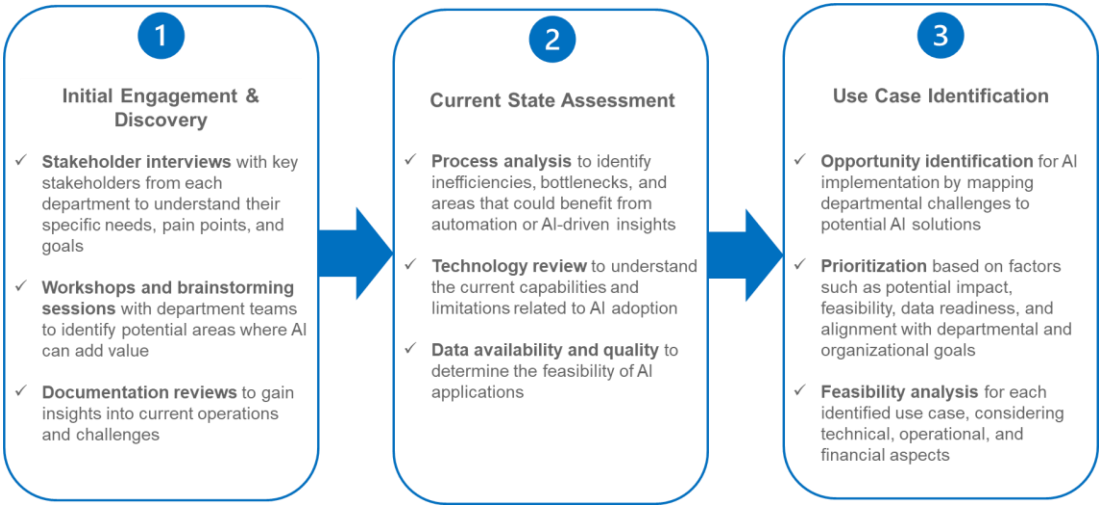 1
Initial Engagement &
Discovery
✓ Stakeholder interviews with key
stakeholders from each
department to understand their
specific needs, pain points, and
goals
✓ Workshops and brainstorming
sessions with department teams
to identify potential areas where AI
can add value
✓ Documentation reviews to gain
insights into current operations
and challenges
2
Current State Assessment
✓ Process analysis to identify
inefficiencies, bottlenecks, and
areas that could benefit from
automation or AI-driven insights
✓ Technology review to understand
the current capabilities and
limitations related to AI adoption
✓ Data availability and quality to
determine the feasibility of AI
applications
3
Use Case Identification
✓ Opportunity identification for AI
implementation by mapping
departmental challenges to
potential AI solutions
✓ Prioritization based on factors
such as potential impact,
feasibility, data readiness, and
alignment with departmental and
organizational goals
✓ Feasibility analysis for each
identified use case, considering
technical, operational, and
financial aspects